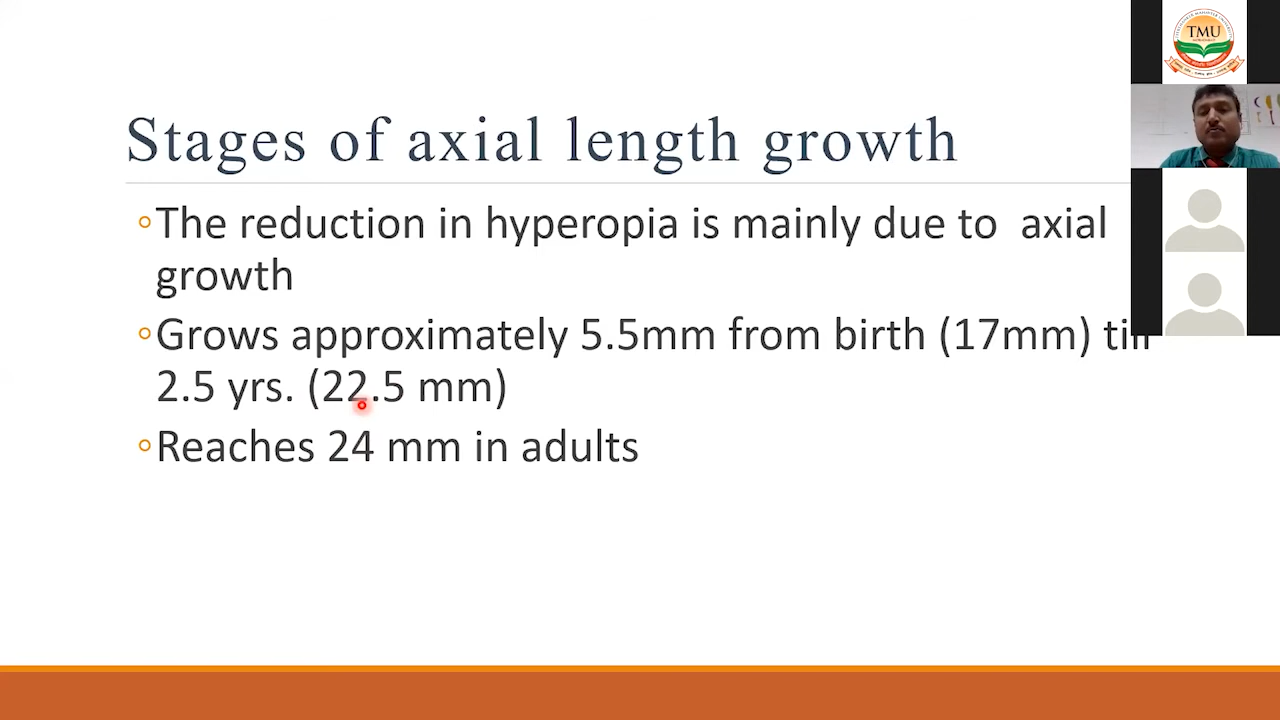 Stages of axial length growth
◦The reduction in hyperopia is mainly due to axial
growth
◦Grows approximately 5.5mm from birth (17mm) till
2.5 yrs. (22.5 mm)
◦Reaches 24 mm in adults
TMU